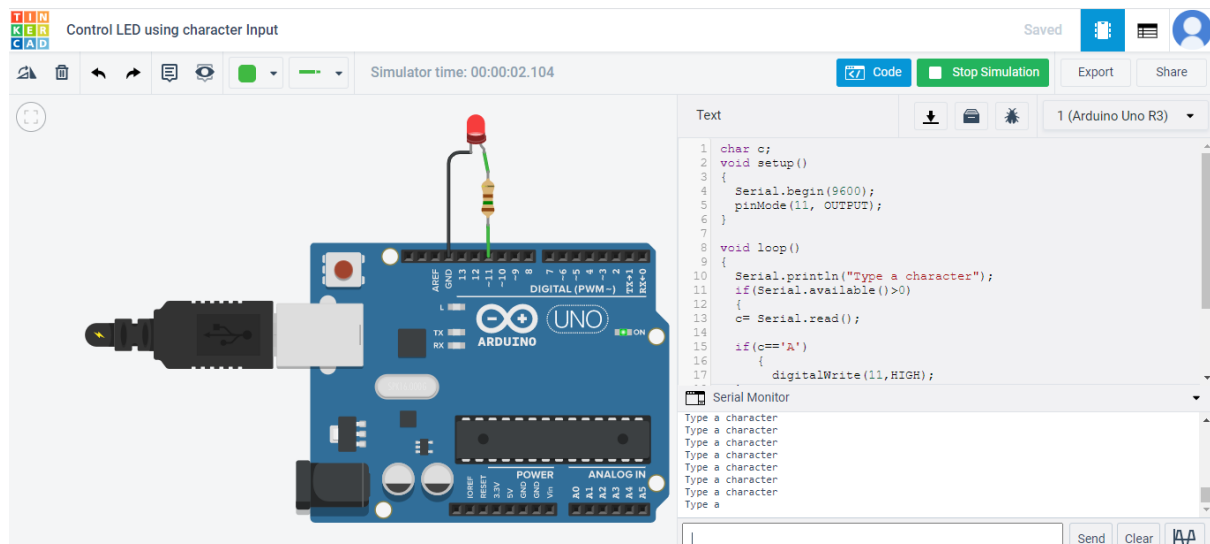 TIN
KER
CAD
Control LED using character Input
Saved
Simulator time: 00:00:02.104
Code
Stop Simulation
Export
Share
Text
1 (Arduino Uno R3)
1 char c;
2 void setup()
3 {
4 Serial.begin(9600);
5 pinMode(11, OUTPUT);
6 }
7
8 void loop()
9 {
10 Serial.println("Type a character");
11 if(Serial.available()>0)
12 {
13 c= Serial.read();
14
15 if(c=='A')
16 {
17 digitalWrite(11,HIGH);
Serial Monitor
Type a character
Type a character
Type a character
Type a character
Type a character
Type a character
Type a character
Type a
Send
Clear
AREF
GND
13
12
~11
~10
~9
8
7
~6
~5
4
~3
2
TX→1
RX←0
DIGITAL (PWM~)
L
TX
RX
ARDUINO
UNO
ON
POWER
ANALOG IN
IOREF
RESET
3.3V
5V
GND
GND
Vin
A0
A1
A2
A3
A4
A5